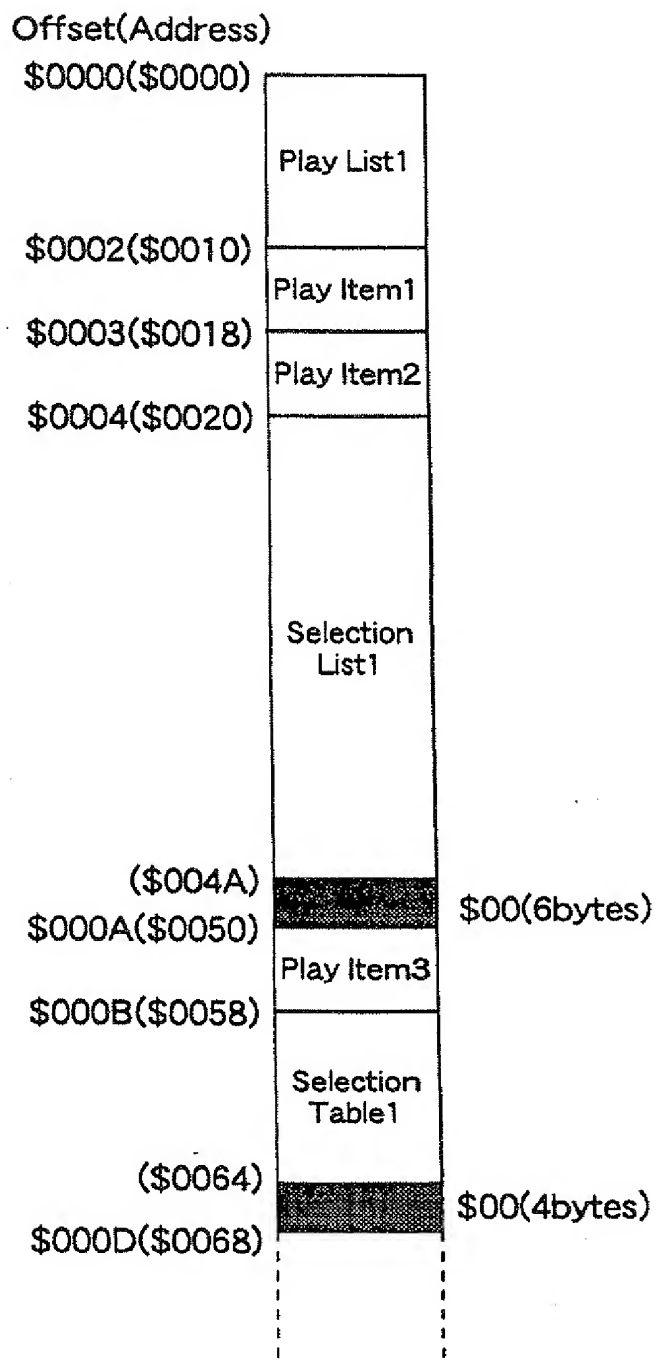 Offset(Address)
$0000($0000)
Play List1
$0002($0010)
Play Item1
$0003($0018)
Play Item2
$0004($0020)
Selection
List1
($004A)
$00(6bytes)
$000A($0050)
Play Item3
$000B($0058)
Selection
Table1
($0064)
$00(4bytes)
$000D($0068)